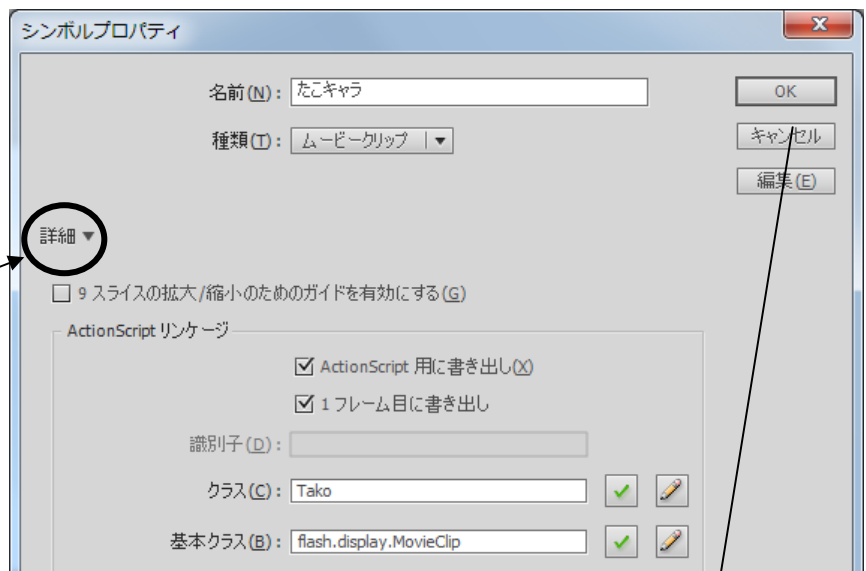 シンボルプロパティ
名前(N): たこキャラ
OK
種類(T): ムービークリップ
キャンセル
編集(E)
詳細
9 スライスの拡大/縮小のためのガイドを有効にする(G)
ActionScript リンケージ
ActionScript 用に書き出し(X)
1 フレーム目に書き出し
識別子(D):
クラス(C): Tako
基本クラス(B): flash.display.MovieClip